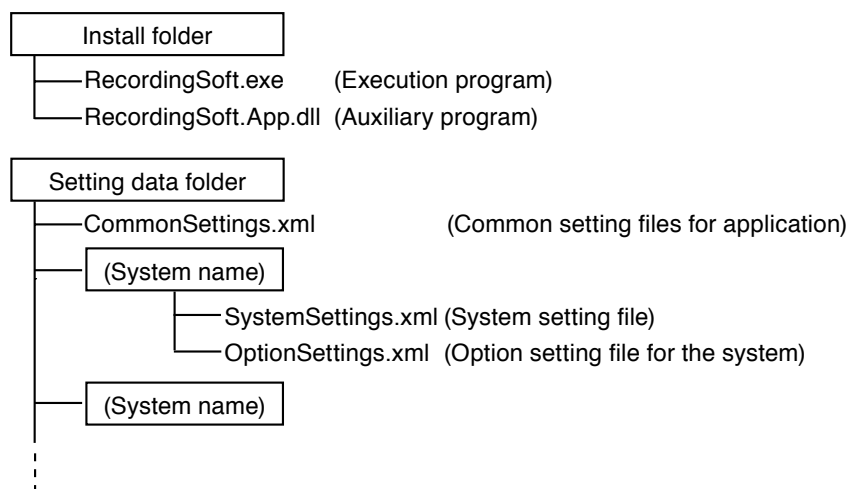 Install folder
RecordingSoft.exe (Execution program)
RecordingSoft.App.dll (Auxiliary program)
Setting data folder
CommonSettings.xml (Common setting files for application)
(System name)
SystemSettings.xml (System setting file)
OptionSettings.xml (Option setting file for the system)
(System name)